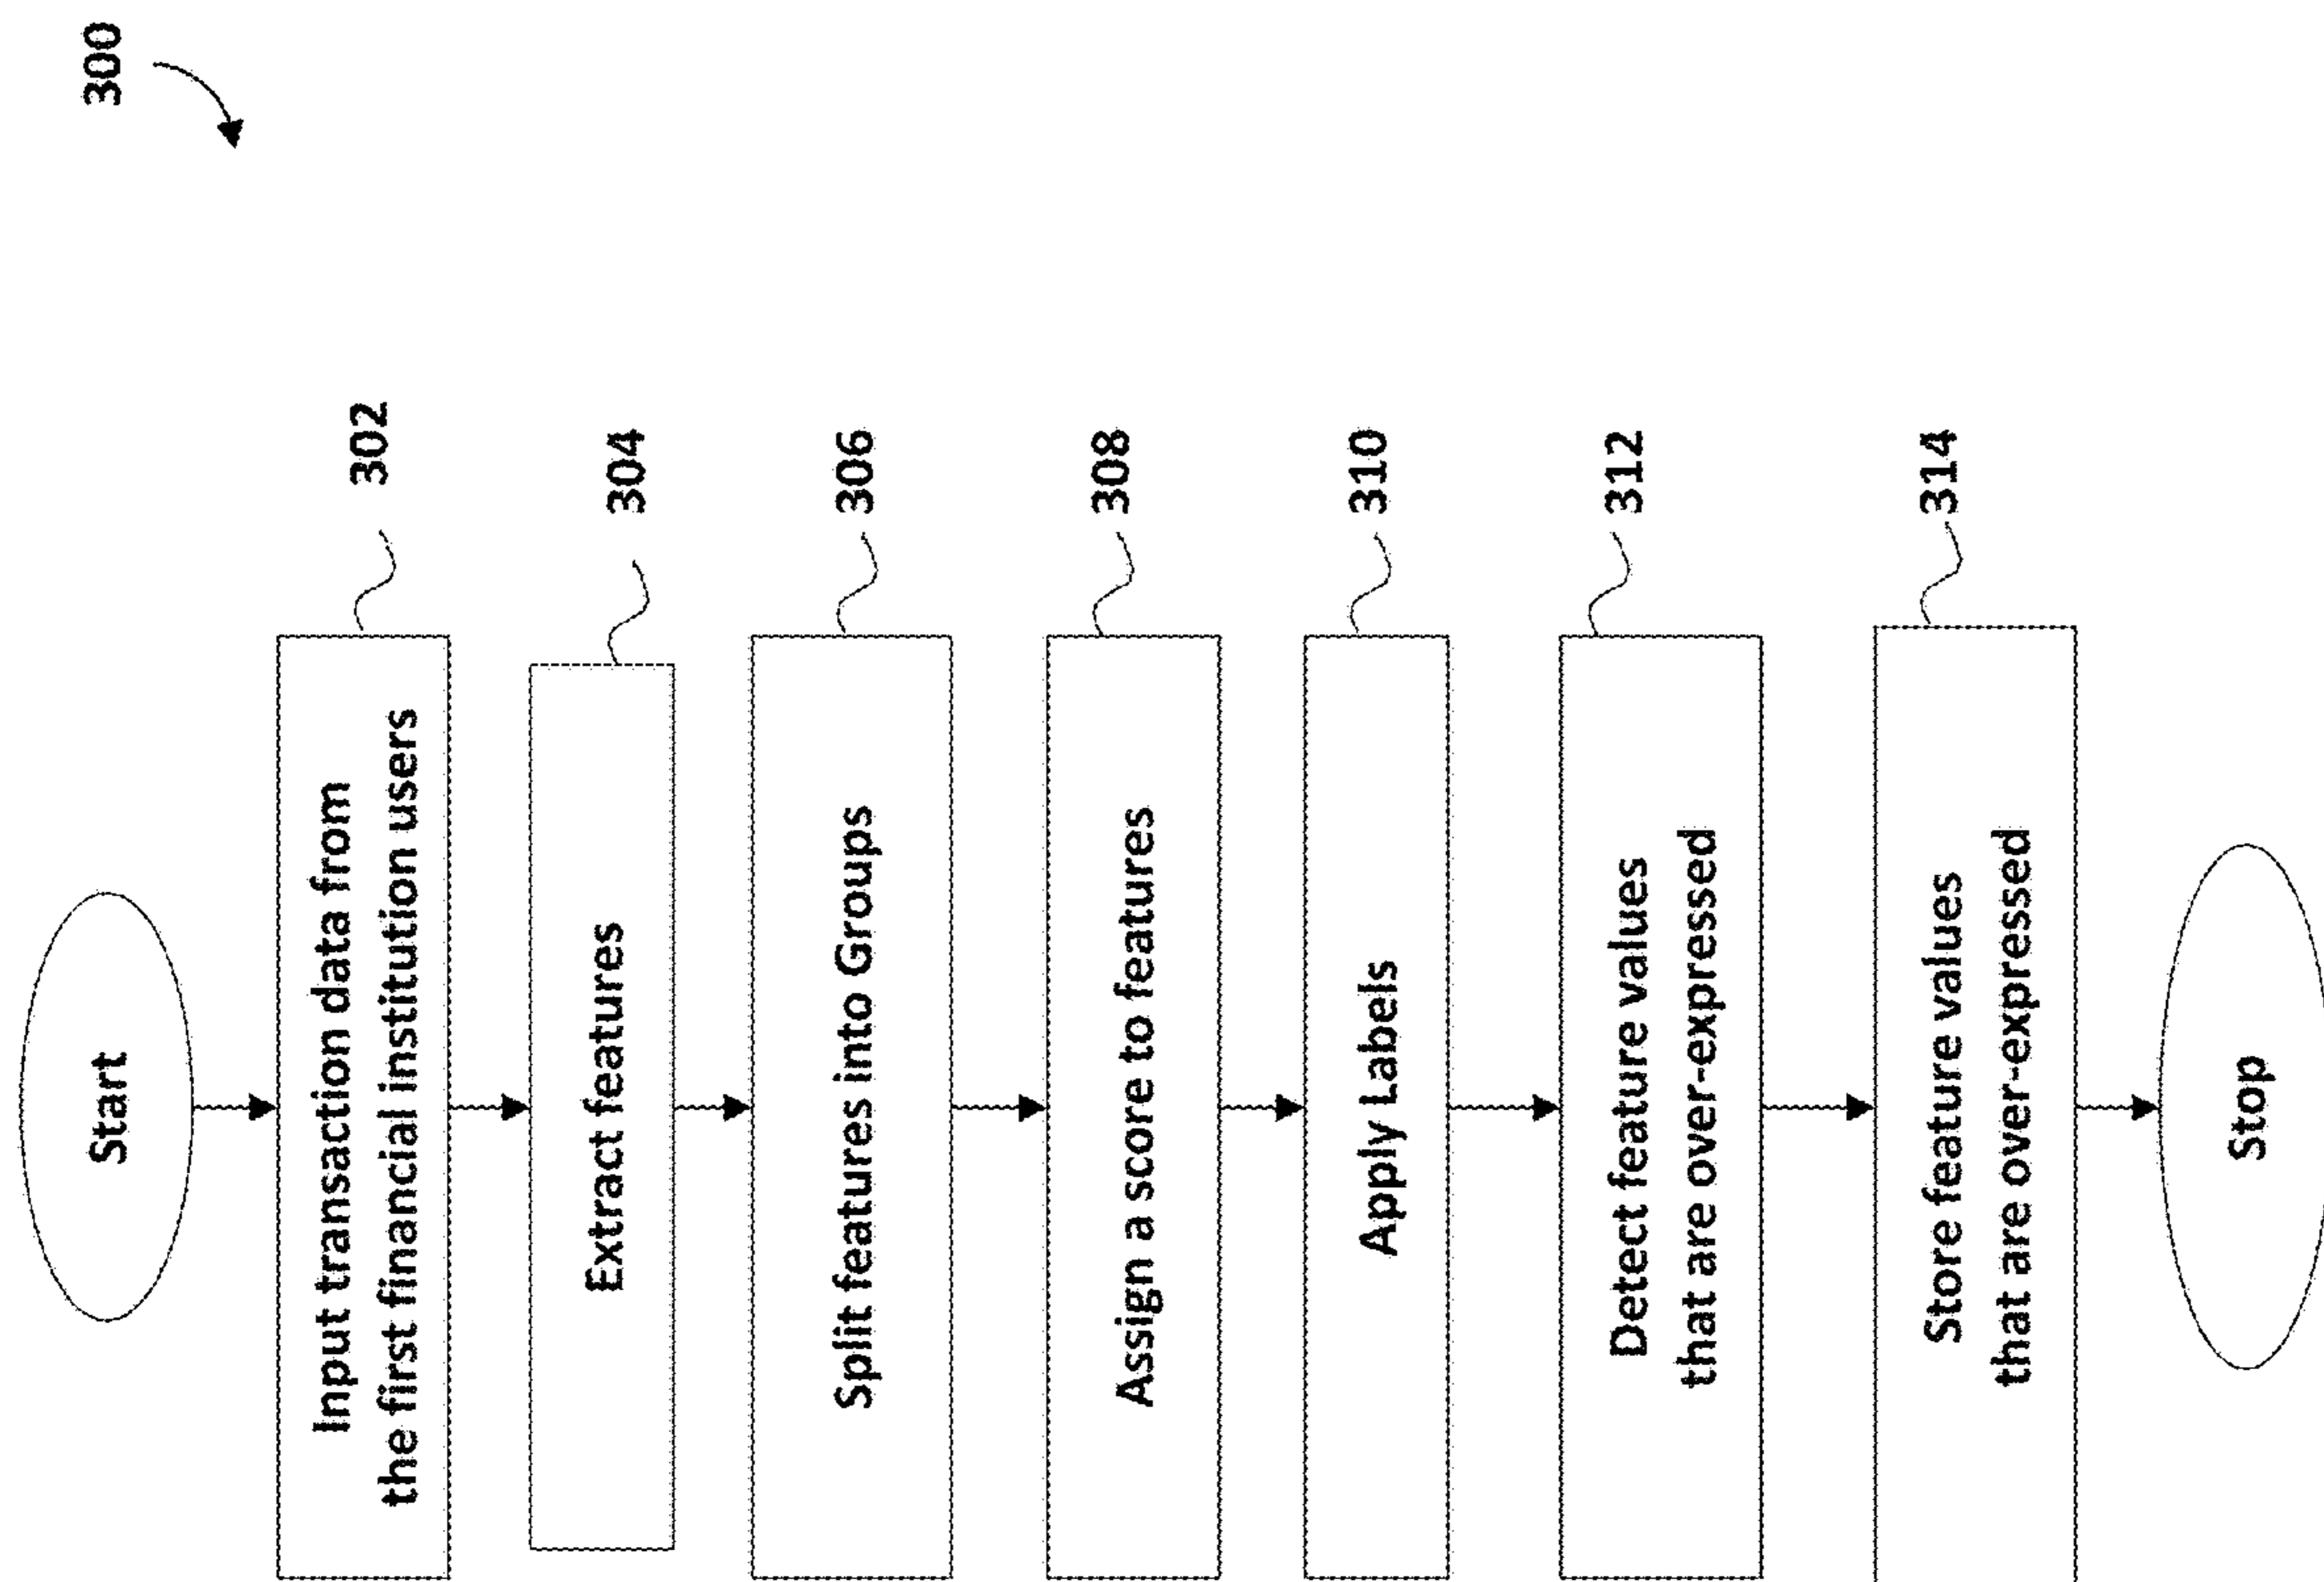 300
Start
Input transaction data from
the first financial institution users
302
Extract features
304
Split features into Groups
306
Assign a score to features
308
Apply Labels
310
Detect feature values
that are over-expressed
312
Store feature values
that are over-expressed
314
Stop